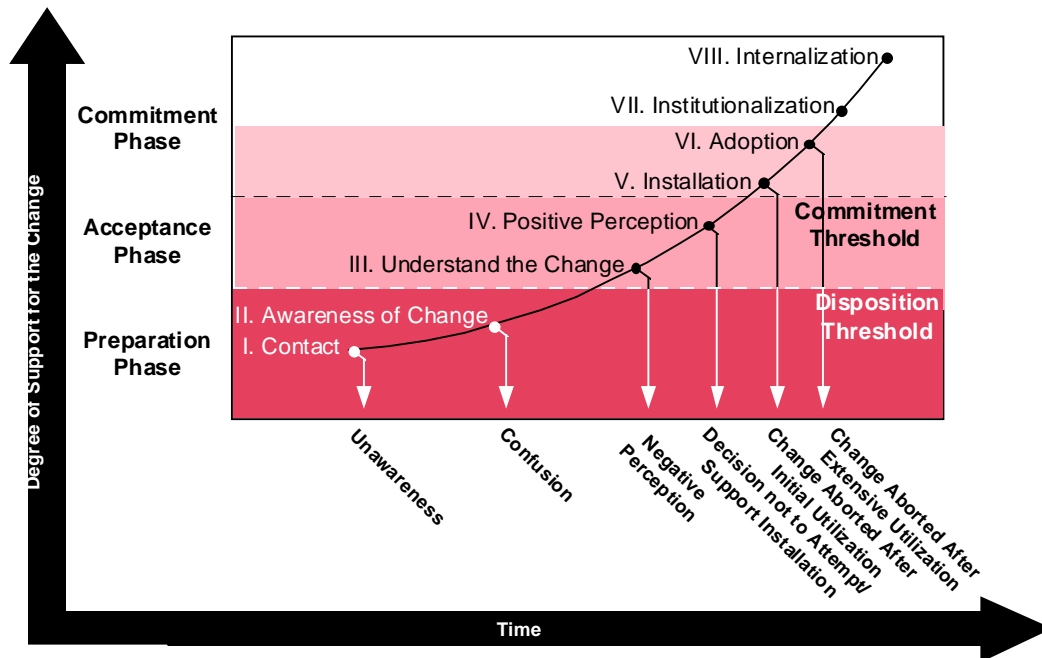 Degree of Support for the Change
Commitment
Phase
Acceptance
Phase
Preparation
Phase
VIII. Internalization
VII. Institutionalization
VI. Adoption
V. Installation
IV. Positive Perception
III. Understand the Change
II. Awareness of Change
I. Contact
Commitment
Threshold
Disposition
Threshold
Unawareness
Confusion
Negative
Perception
Decision not to Attempt/
Support Installation
Change Aborted After
Initial Utilization
Change Aborted After
Extensive Utilization
Time